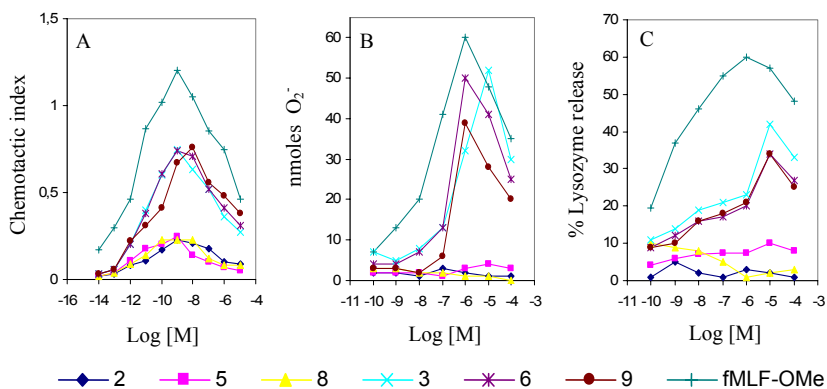 A
B
C
Chemotactic index
1,5
1
0,5
0
-16 -14 -12 -10 -8 -6 -4
Log [M]
nmoles O₂⁻
60
50
40
30
20
10
0
-11 -10 -9 -8 -7 -6 -5 -4 -3
Log [M]
% Lysozyme release
70
60
50
40
30
20
10
0
-11 -10 -9 -8 -7 -6 -5 -4 -3
Log [M]
2 5 8 3 6 9 fMLF-OMe